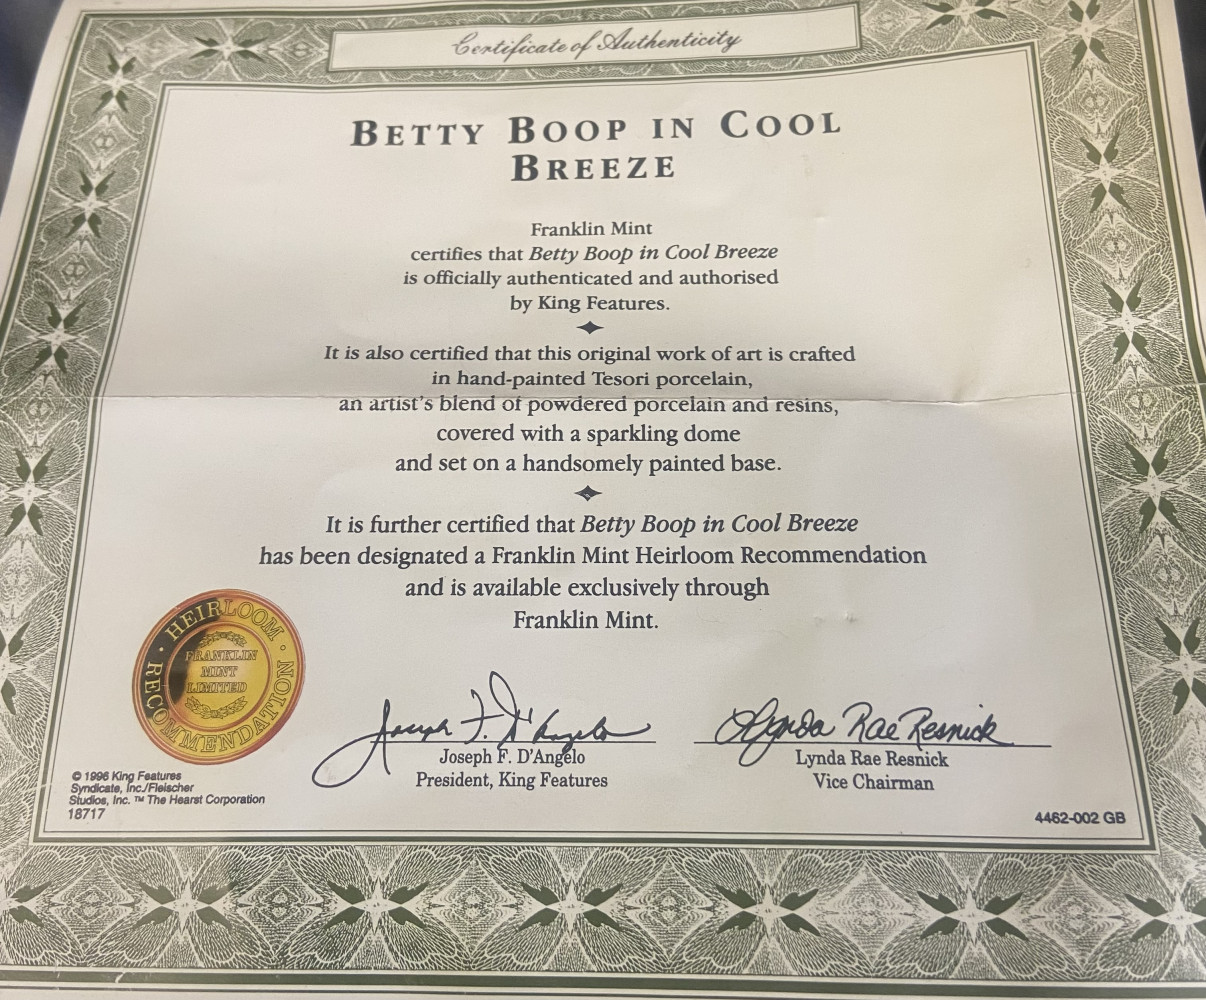 Certificate of Authenticity
BETTY BOOP IN COOL
BREEZE
Franklin Mint
certifies that Betty Boop in Cool Breeze
is officially authenticated and authorised
by King Features.
It is also certified that this original work of art is crafted
in hand-painted Tesori porcelain,
an artist's blend of powdered porcelain and resins,
covered with a sparkling dome
and set on a handsomely painted base.
It is further certified that Betty Boop in Cool Breeze
has been designated a Franklin Mint Heirloom Recommendation
and is available exclusively through
Franklin Mint.
HEIRLOOM
RECOMMENDATION
FRANKLIN
MINT
LIMITED
Joseph F. D'Angelo
Lynda Rae Resnick
Joseph F. D'Angelo
President, King Features
Lynda Rae Resnick
Vice Chairman
© 1996 King Features
Syndicate, Inc./Fleischer
Studios, Inc. ™ The Hearst Corporation
18717
4462-002 GB